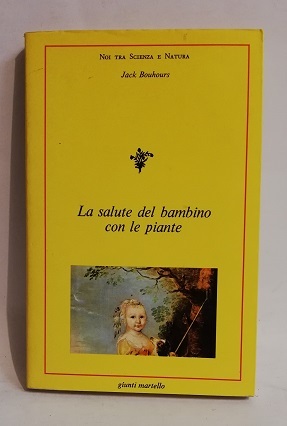 Noi tra Scienza e Natura
Jack Bouhours
La salute del bambino
con le piante
giunti martello